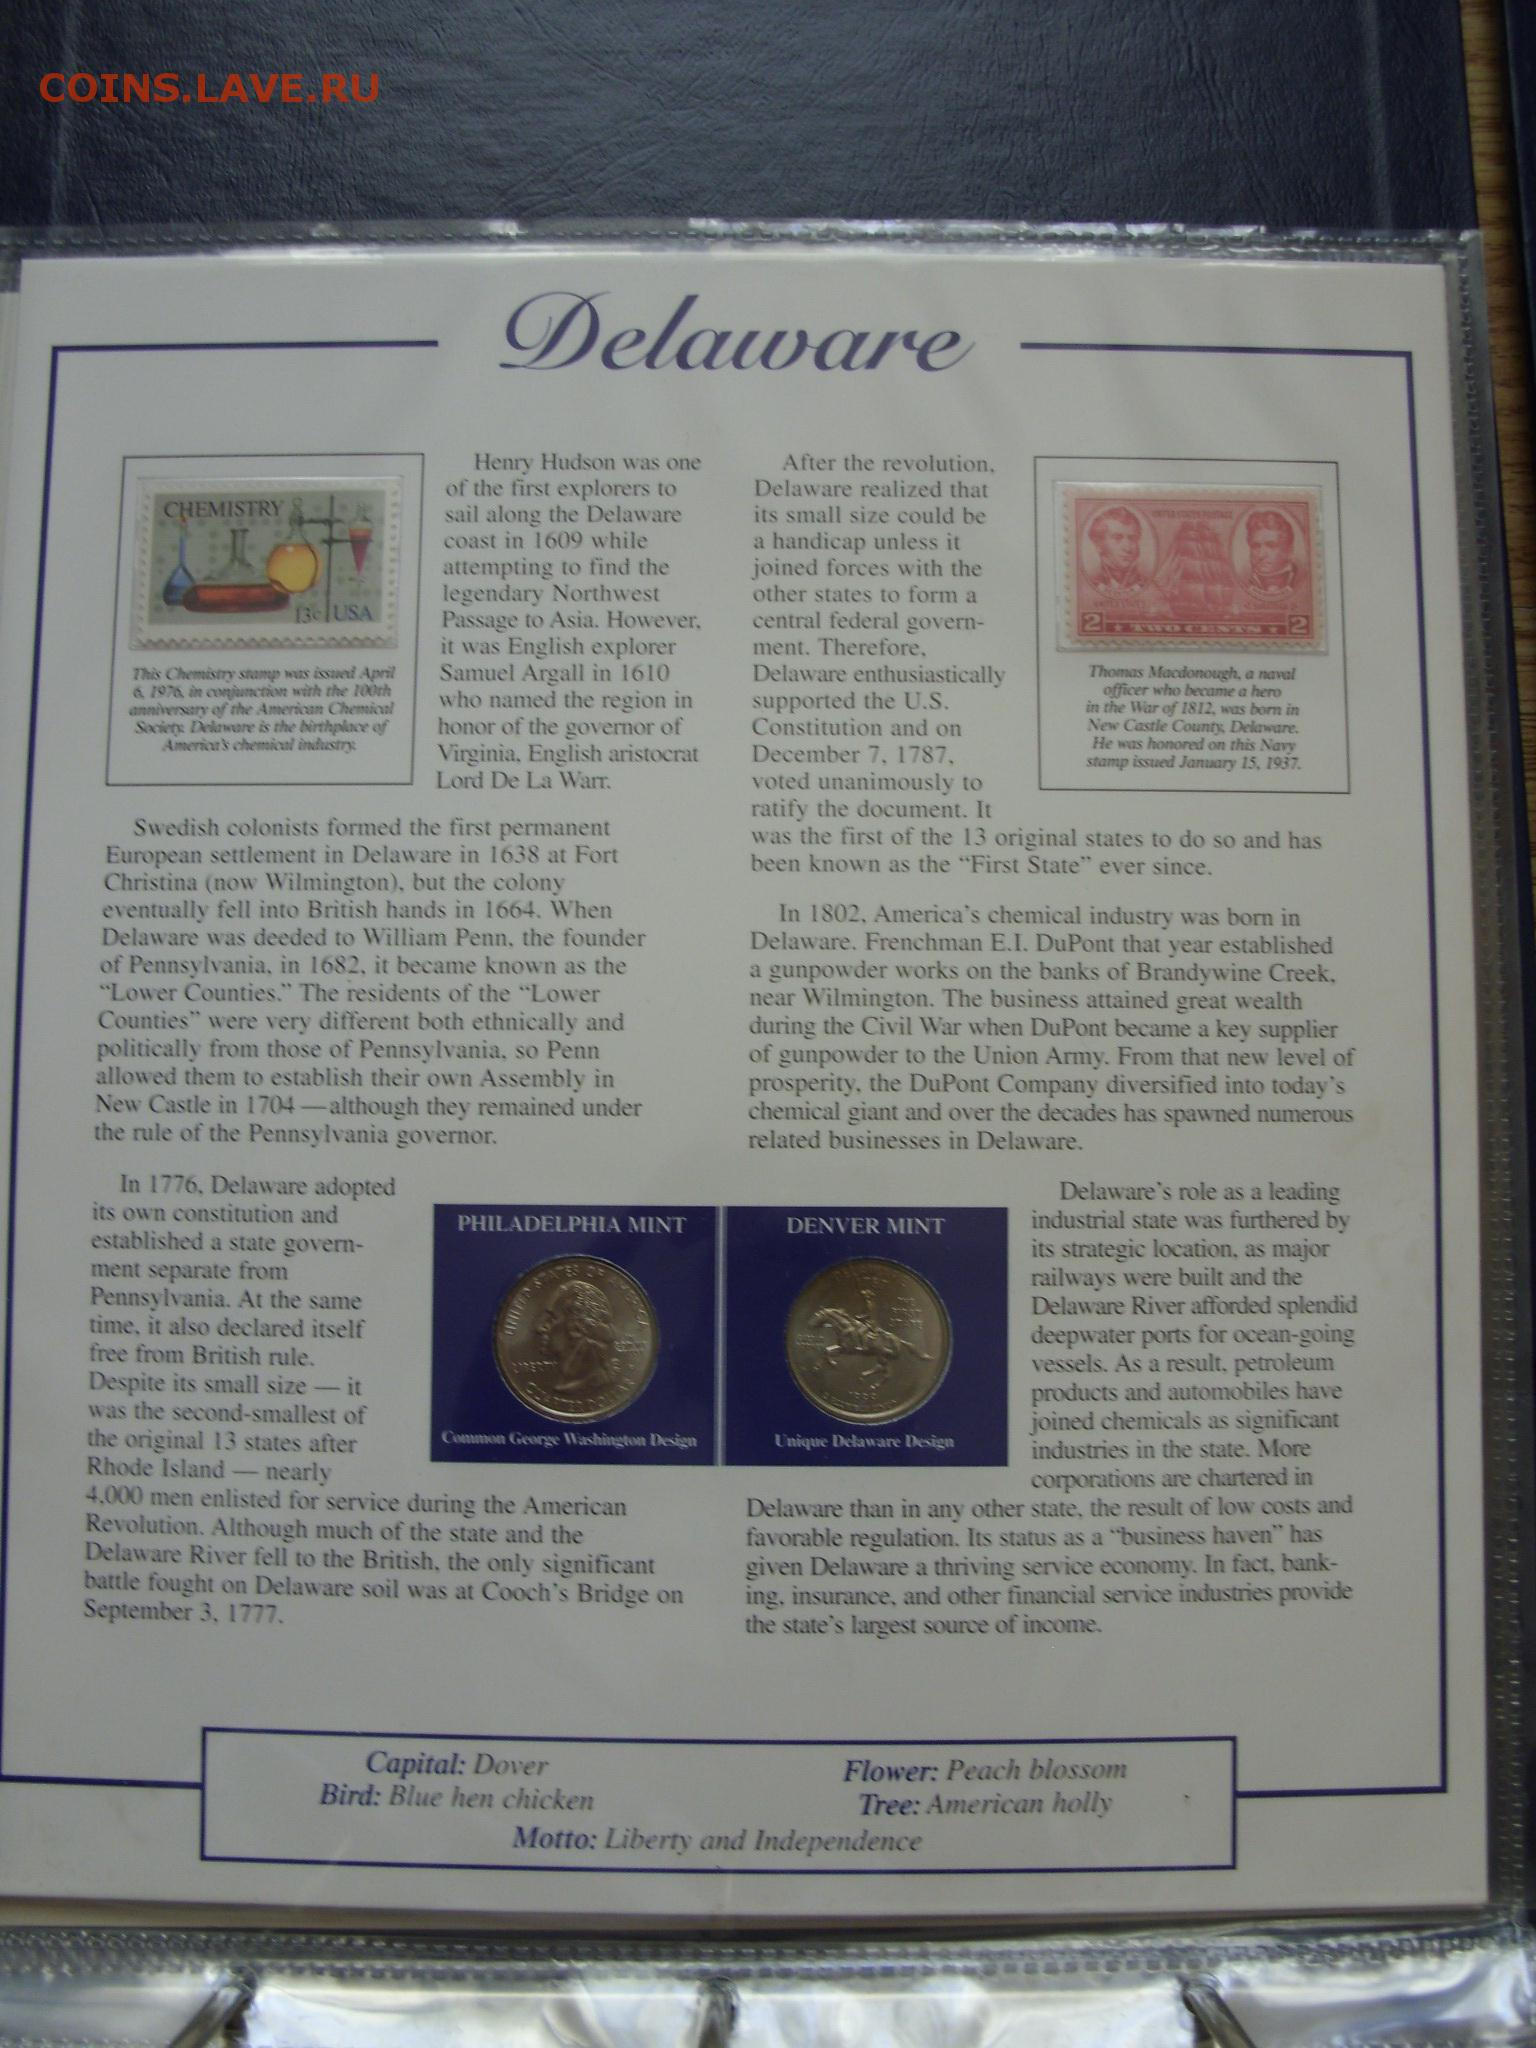 COINS.LAVE.RU
Delaware
CHEMISTRY
13c USA
This Chemistry stamp was issued April
6, 1976, in conjunction with the 100th
anniversary of the American Chemical
Society. Delaware is the birthplace of
America's chemical industry.
Henry Hudson was one
of the first explorers to
sail along the Delaware
coast in 1609 while
attempting to find the
legendary Northwest
Passage to Asia. However,
it was English explorer
Samuel Argall in 1610
who named the region in
honor of the governor of
Virginia, English aristocrat
Lord De La Warr.
Swedish colonists formed the first permanent
European settlement in Delaware in 1638 at Fort
Christina (now Wilmington), but the colony
eventually fell into British hands in 1664. When
Delaware was deeded to William Penn, the founder
of Pennsylvania, in 1682, it became known as the
“Lower Counties.” The residents of the “Lower
Counties” were very different both ethnically and
politically from those of Pennsylvania, so Penn
allowed them to establish their own Assembly in
New Castle in 1704 — although they remained under
the rule of the Pennsylvania governor.
In 1776, Delaware adopted
its own constitution and
established a state govern-
ment separate from
Pennsylvania. At the same
time, it also declared itself
free from British rule.
Despite its small size — it
was the second-smallest of
the original 13 states after
Rhode Island — nearly
4,000 men enlisted for service during the American
Revolution. Although much of the state and the
Delaware River fell to the British, the only significant
battle fought on Delaware soil was at Cooch's Bridge on
September 3, 1777.
After the revolution,
Delaware realized that
its small size could be
a handicap unless it
joined forces with the
other states to form a
central federal govern-
ment. Therefore,
Delaware enthusiastically
supported the U.S.
Constitution and on
December 7, 1787,
voted unanimously to
ratify the document. It
was the first of the 13 original states to do so and has
been known as the “First State” ever since.
UNITED STATES POSTAGE
2 TWO CENTS 2
Thomas Macdonough, a naval
officer who became a hero
in the War of 1812, was born in
New Castle County, Delaware.
He was honored on this Navy
stamp issued January 15, 1937.
In 1802, America's chemical industry was born in
Delaware. Frenchman E.I. DuPont that year established
a gunpowder works on the banks of Brandywine Creek,
near Wilmington. The business attained great wealth
during the Civil War when DuPont became a key supplier
of gunpowder to the Union Army. From that new level of
prosperity, the DuPont Company diversified into today's
chemical giant and over the decades has spawned numerous
related businesses in Delaware.
Delaware's role as a leading
industrial state was furthered by
its strategic location, as major
railways were built and the
Delaware River afforded splendid
deepwater ports for ocean-going
vessels. As a result, petroleum
products and automobiles have
joined chemicals as significant
industries in the state. More
corporations are chartered in
Delaware than in any other state, the result of low costs and
favorable regulation. Its status as a “business haven” has
given Delaware a thriving service economy. In fact, bank-
ing, insurance, and other financial service industries provide
the state's largest source of income.
PHILADELPHIA MINT
UNITED STATES OF AMERICA
LIBERTY
QUARTER DOLLAR
Common George Washington Design
DENVER MINT
THE
FIRST
STATE
1999
Unique Delaware Design
Capital: Dover
Bird: Blue hen chicken
Flower: Peach blossom
Tree: American holly
Motto: Liberty and Independence